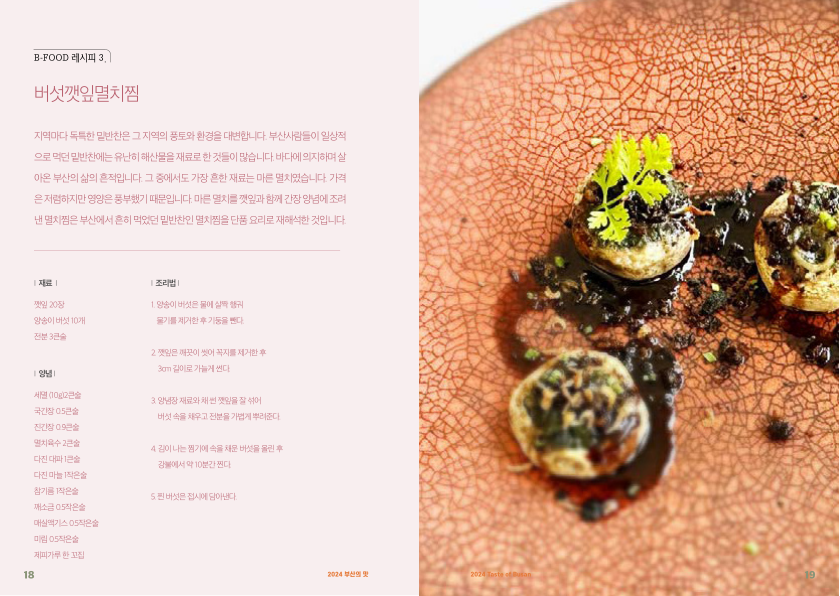 B-FOOD 레시피 3.
버섯깻잎멸치찜
지역마다 독특한 밑반찬은 그 지역의 풍토와 환경을 대변합니다. 부산사람들이 일상적
으로 먹던 밑반찬에는 유난히 해산물을 재료로 한 것들이 많습니다. 바다에 의지하며 살
아온 부산의 삶의 흔적입니다. 그 중에서도 가장 흔한 재료는 마른 멸치였습니다. 가격
은 저렴하지만 영양은 풍부했기 때문입니다. 마른 멸치를 깻잎과 함께 간장 양념에 조려
낸 멸치찜은 부산에서 흔히 먹었던 밑반찬인 멸치찜을 단품 요리로 재해석한 것입니다.
| 재료 |
깻잎 20장
양송이 버섯 10개
전분 3큰술
| 양념 |
세멸 (10g)2큰술
국간장 0.5큰술
진간장 0.9큰술
멸치육수 2큰술
다진 대파 1큰술
다진 마늘 1작은술
참기름 1작은술
깨소금 0.5작은술
매실엑기스 0.5작은술
미림 0.5작은술
제피가루 한 꼬집
| 조리법 |
1. 양송이 버섯은 물에 살짝 헹궈
물기를 제거한 후 기둥을 뺀다.
2. 깻잎은 깨끗이 씻어 꼭지를 제거한 후
3cm 길이로 가늘게 썬다.
3. 양념장 재료와 채 썬 깻잎을 잘 섞어
버섯 속을 채우고 전분을 가볍게 뿌려준다.
4. 김이 나는 찜기에 속을 채운 버섯을 올린 후
강불에서 약 10분간 찐다.
5. 찐 버섯은 접시에 담아낸다.
18
2024 부산의 맛
2024 Taste of Busan
19